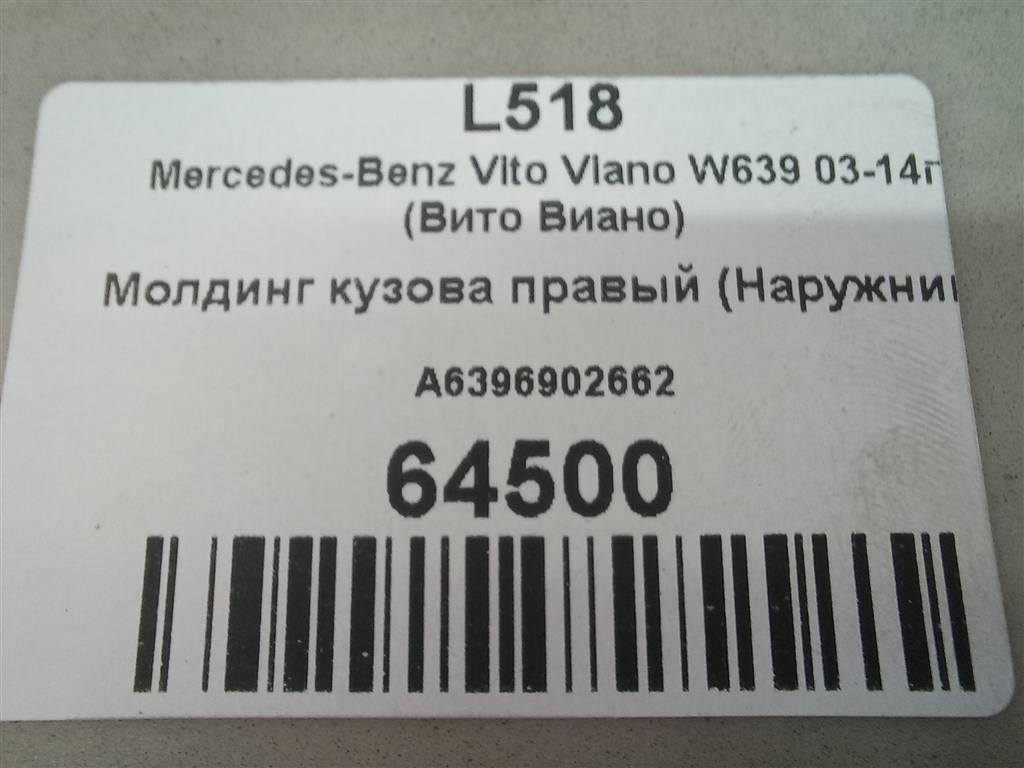 L518
Mercedes-Benz Vito Viano W639 03-14г
(Вито Виано)
Молдинг кузова правый (Наружни
A6396902662
64500